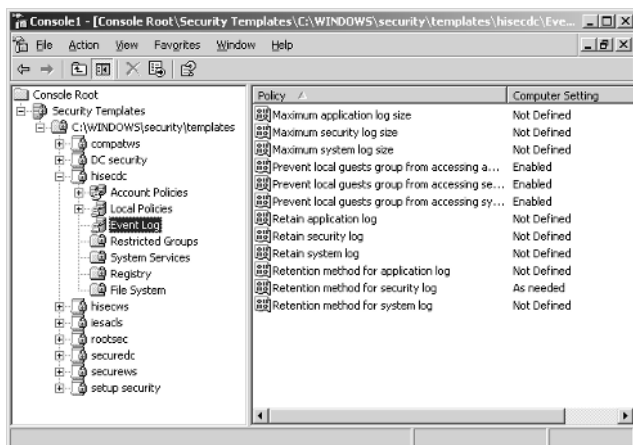 Console1 - [Console Root\Security Templates\C:\WINDOWS\security\templates\hisecdc\Eve...
File Action View Favorites Window Help
Console Root
Security Templates
C:\WINDOWS\security\templates
compatws
DC security
hisecdc
Account Policies
Local Policies
Event Log
Restricted Groups
System Services
Registry
File System
hisecws
iesacls
rootsec
securedc
securews
setup security
Policy Computer Setting
Maximum application log size Not Defined
Maximum security log size Not Defined
Maximum system log size Not Defined
Prevent local guests group from accessing a... Enabled
Prevent local guests group from accessing se... Enabled
Prevent local guests group from accessing sy... Enabled
Retain application log Not Defined
Retain security log Not Defined
Retain system log Not Defined
Retention method for application log Not Defined
Retention method for security log As needed
Retention method for system log Not Defined